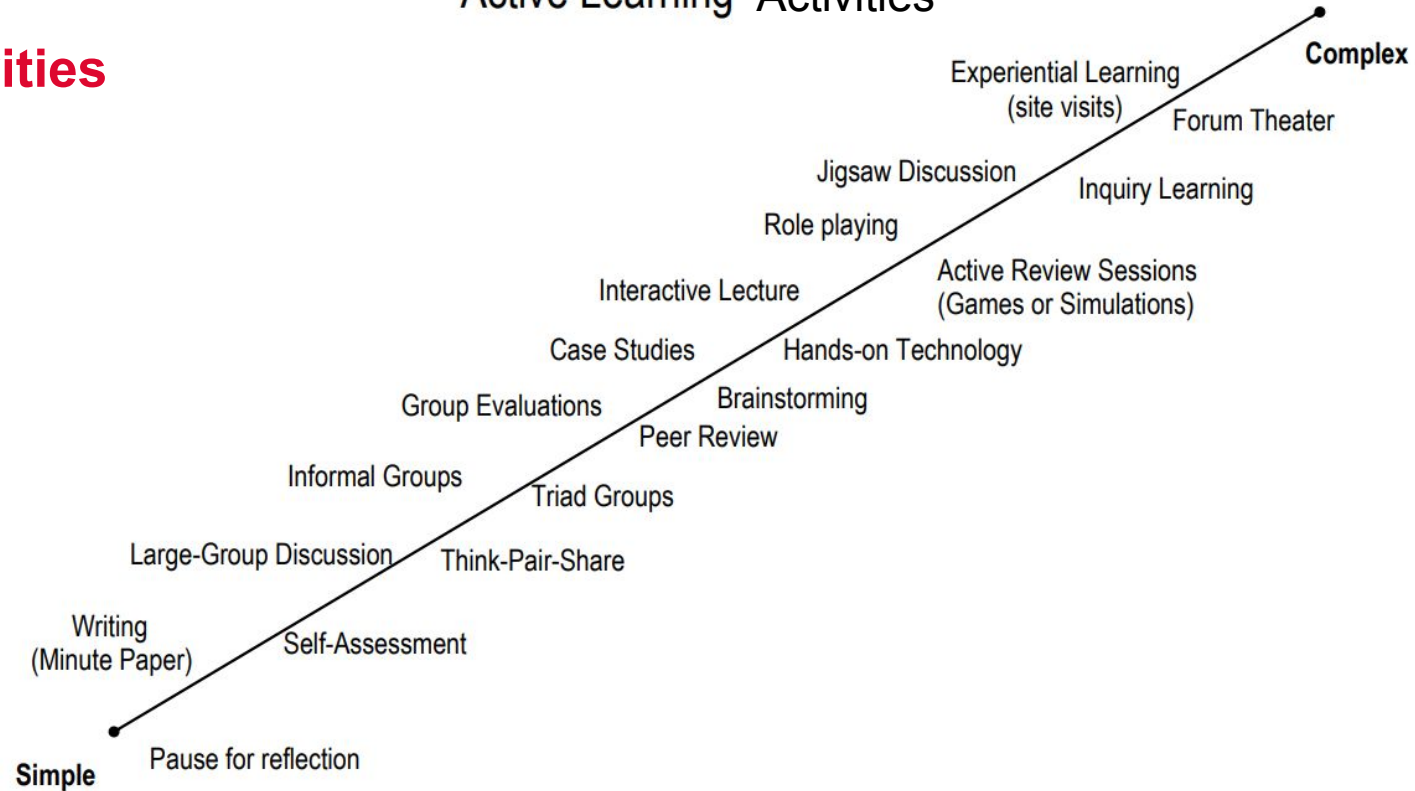 Active Learning Activities
ities
Complex
Experiential Learning
(site visits)
Forum Theater
Jigsaw Discussion
Inquiry Learning
Role playing
Active Review Sessions
(Games or Simulations)
Interactive Lecture
Case Studies
Hands-on Technology
Group Evaluations
Brainstorming
Peer Review
Informal Groups
Triad Groups
Large-Group Discussion
Think-Pair-Share
Writing
(Minute Paper)
Self-Assessment
Pause for reflection
Simple